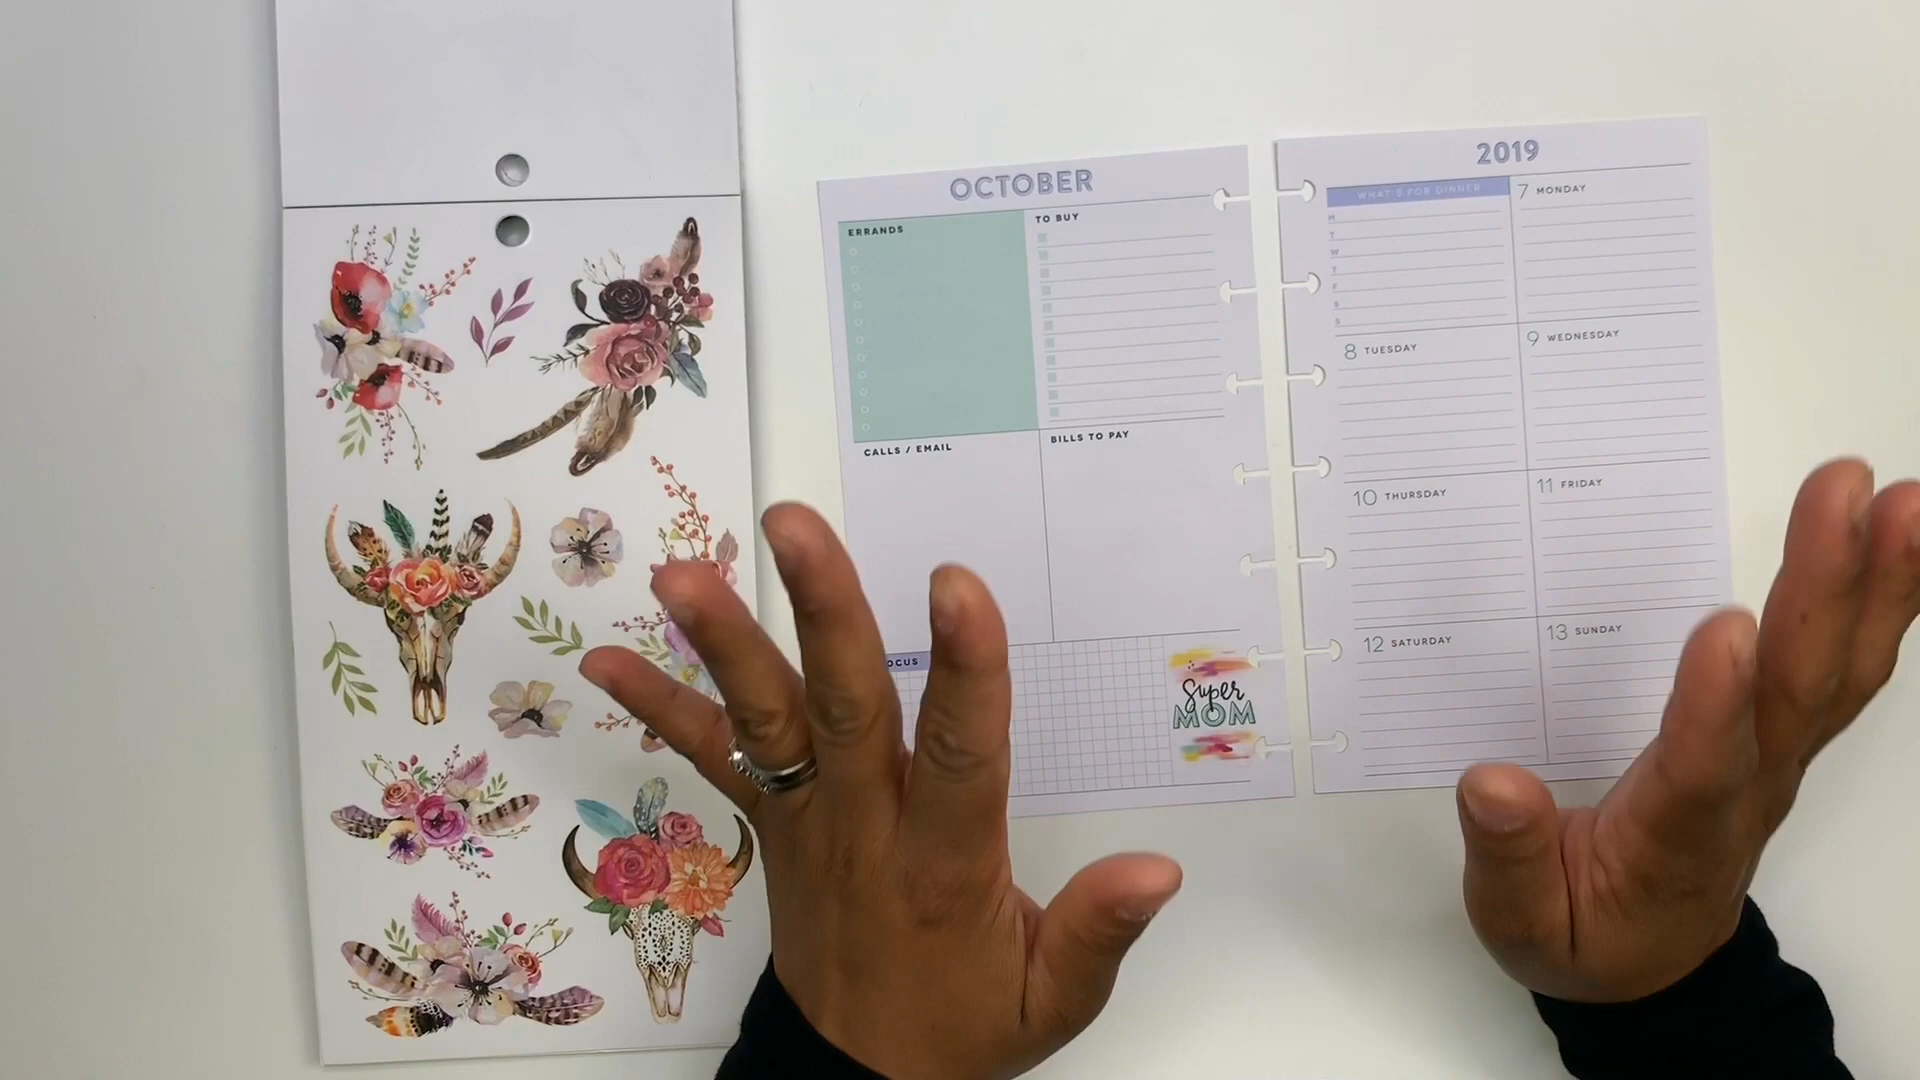 OCTOBER
ERRANDS
TO BUY
CALLS / EMAIL
BILLS TO PAY
OCUS
Super
MOM
2019
WHAT'S FOR DINNER
M
T
W
T
F
S
S
7 MONDAY
8 TUESDAY
9 WEDNESDAY
10 THURSDAY
11 FRIDAY
12 SATURDAY
13 SUNDAY